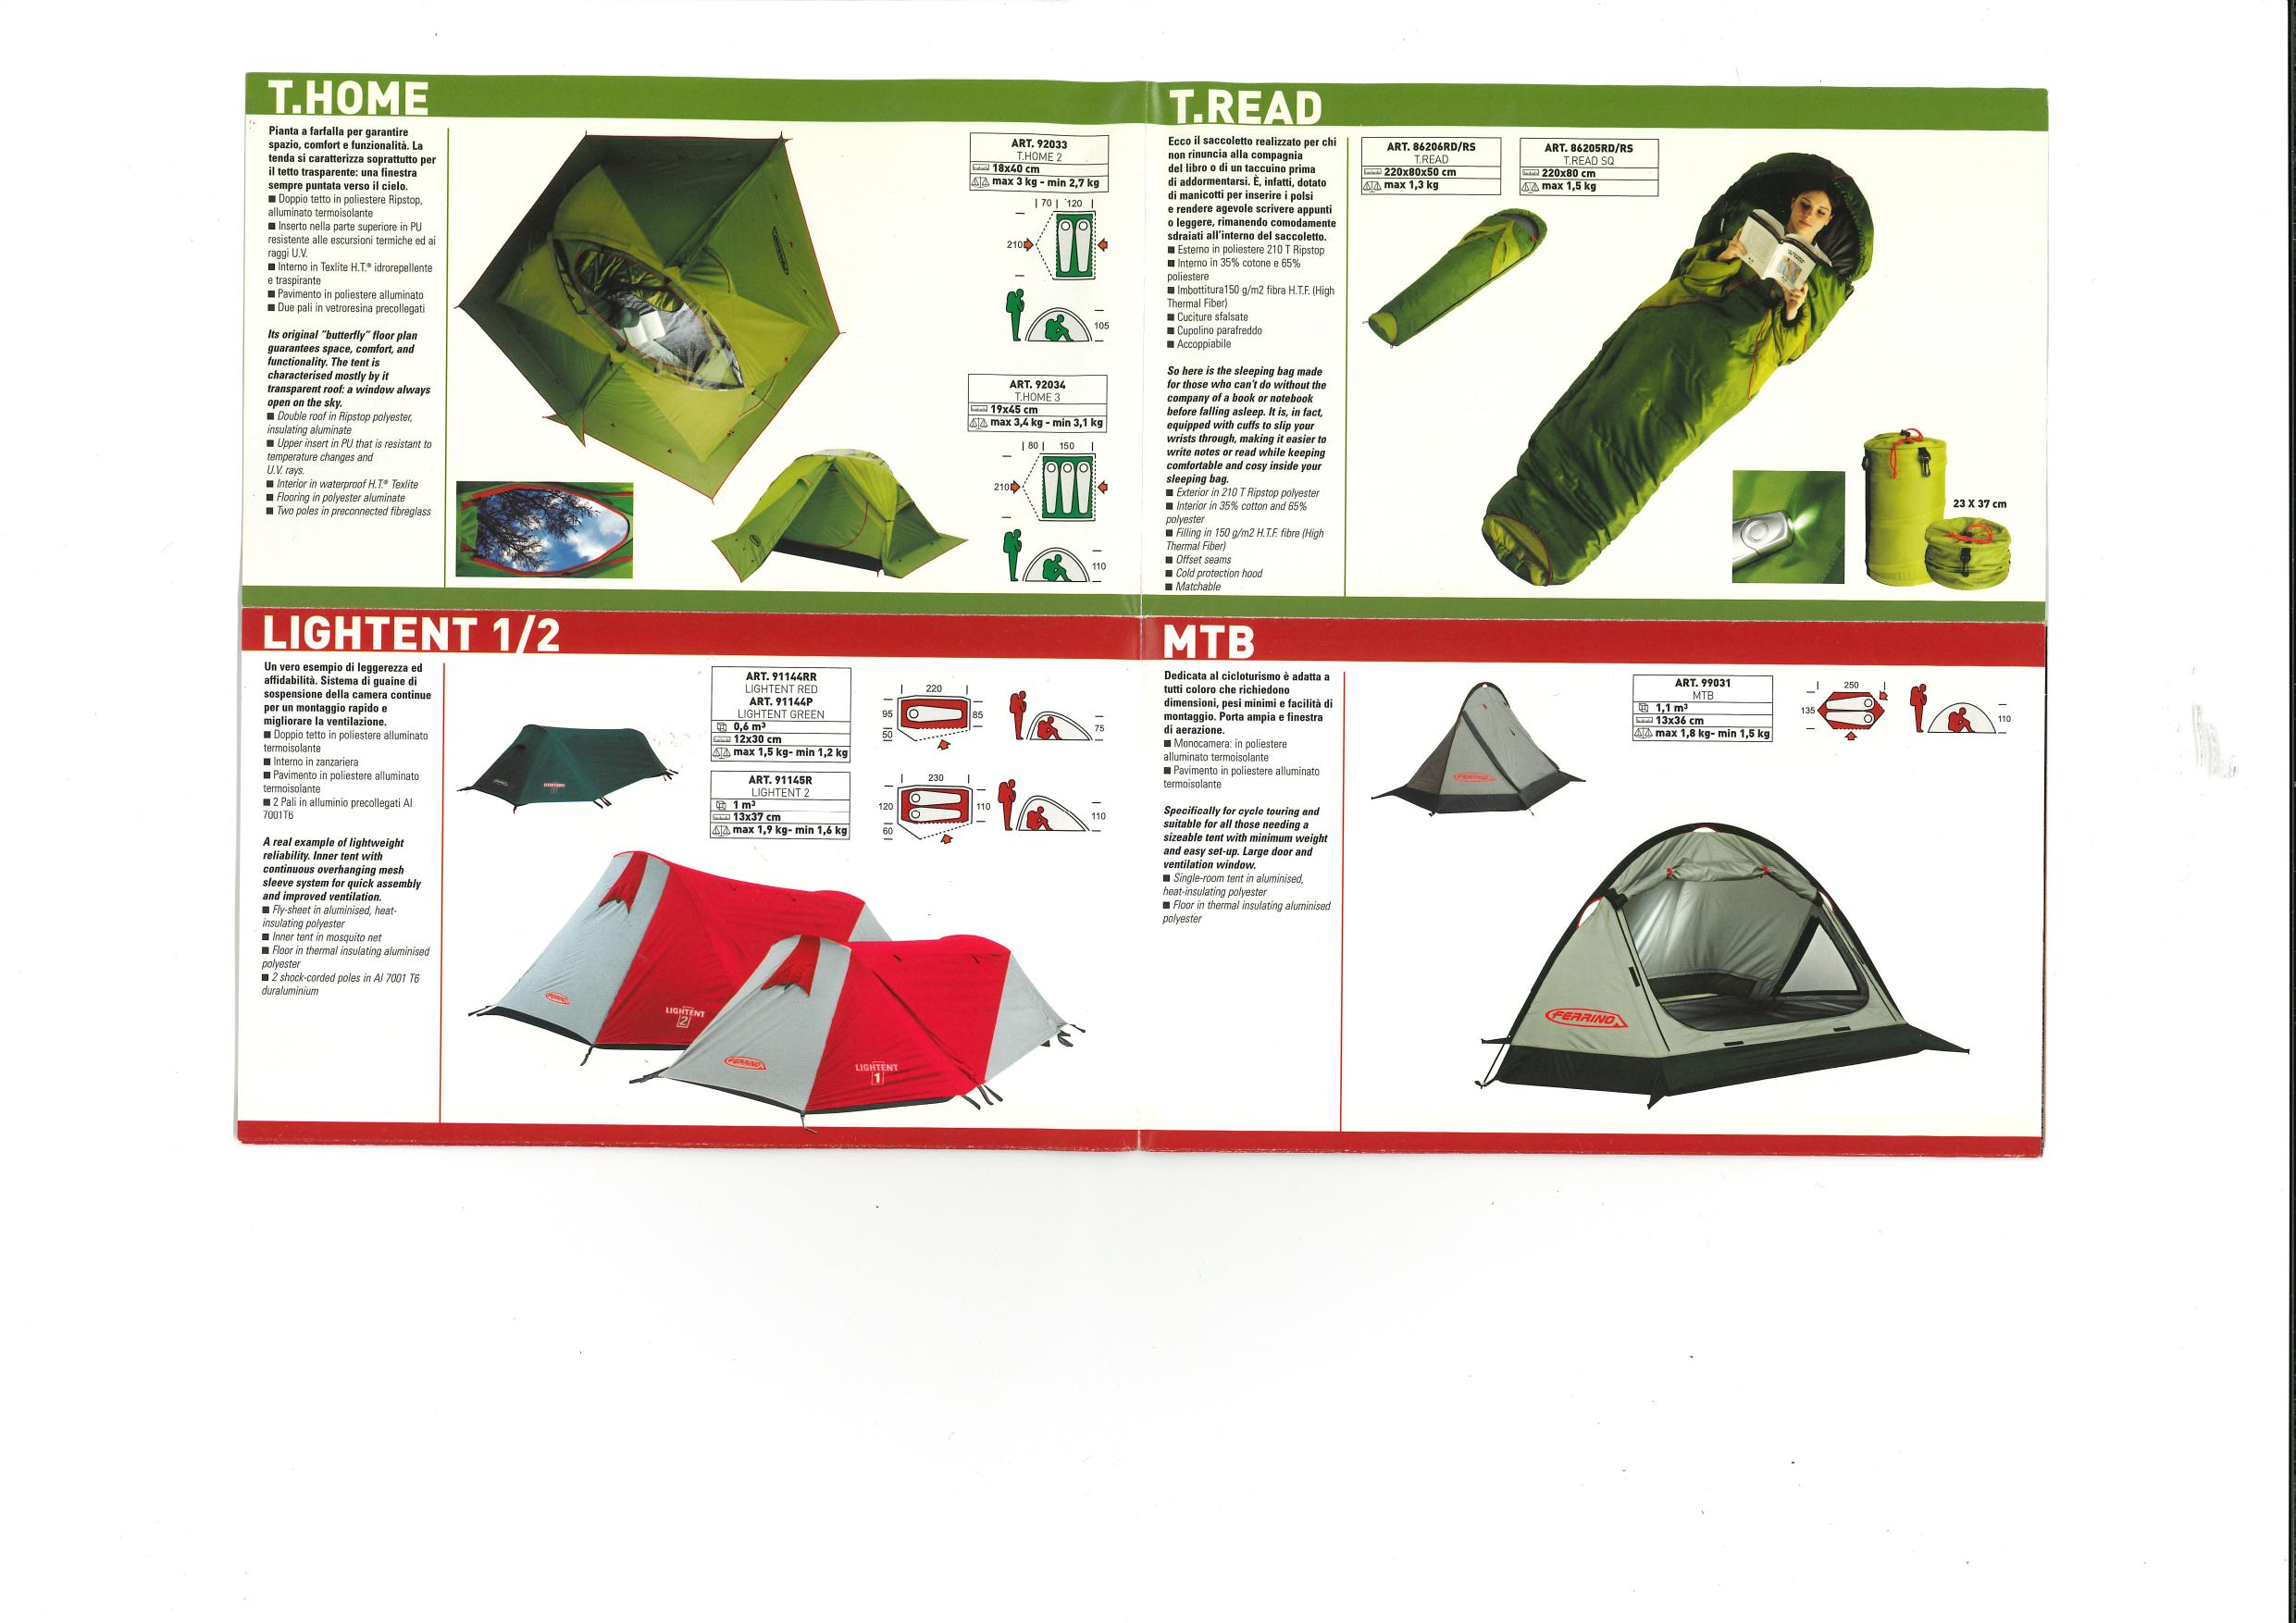 T.HOME
Pianta a farfalla per garantire
spazio, comfort e funzionalità. La
tenda si caratterizza soprattutto per
il tetto trasparente: una finestra
sempre puntata verso il cielo.
■ Doppio tetto in poliestere Ripstop,
alluminato termoisolante
■ Inserto nella parte superiore in PU
resistente alle escursioni termiche ed ai
raggi U.V.
■ Interno in Texlite H.T.® idrorepellente
e traspirante
■ Pavimento in poliestere alluminato
■ Due pali in vetroresina precollegati
Its original "butterfly" floor plan
guarantees space, comfort, and
functionality. The tent is
characterised mostly by it
transparent roof: a window always
open on the sky.
■ Double roof in Ripstop polyester,
insulating aluminate
■ Upper insert in PU that is resistant to
temperature changes and
U.V. rays.
■ Interior in waterproof H.T.® Texlite
■ Flooring in polyester aluminate
■ Two poles in preconnected fibreglass
ART. 92033
T.HOME 2
18x40 cm
max 3 kg - min 2,7 kg
70 120
210
105
ART. 92034
T.HOME 3
19x45 cm
max 3,4 kg - min 3,1 kg
80 150
210
110
T.READ
Ecco il saccoletto realizzato per chi
non rinuncia alla compagnia
del libro o di un taccuino prima
di addormentarsi. È, infatti, dotato
di manicotti per inserire i polsi
e rendere agevole scrivere appunti
o leggere, rimanendo comodamente
sdraiati all'interno del saccoletto.
■ Esterno in poliestere 210 T Ripstop
■ Interno in 35% cotone e 65%
poliestere
■ Imbottitura150 g/m2 fibra H.T.F. (High
Thermal Fiber)
■ Cuciture sfalsate
■ Cupolino parafreddo
■ Accoppiabile
So here is the sleeping bag made
for those who can't do without the
company of a book or notebook
before falling asleep. It is, in fact,
equipped with cuffs to slip your
wrists through, making it easier to
write notes or read while keeping
comfortable and cosy inside your
sleeping bag.
■ Exterior in 210 T Ripstop polyester
■ Interior in 35% cotton and 65%
polyester
■ Filling in 150 g/m2 H.T.F. fibre (High
Thermal Fiber)
■ Offset seams
■ Cold protection hood
■ Matchable
ART. 86206RD/RS
T.READ
220x80x50 cm
max 1,3 kg
ART. 86205RD/RS
T.READ SQ
220x80 cm
max 1,5 kg
23 X 37 cm
LIGHTENT 1/2
Un vero esempio di leggerezza ed
affidabilità. Sistema di guaine di
sospensione della camera continue
per un montaggio rapido e
migliorare la ventilazione.
■ Doppio tetto in poliestere alluminato
termoisolante
■ Interno in zanzariera
■ Pavimento in poliestere alluminato
termoisolante
■ 2 Pali in alluminio precollegati Al
7001T6
A real example of lightweight
reliability. Inner tent with
continuous overhanging mesh
sleeve system for quick assembly
and improved ventilation.
■ Fly-sheet in aluminised, heat-
insulating polyester
■ Inner tent in mosquito net
■ Floor in thermal insulating aluminised
polyester
■ 2 shock-corded poles in Al 7001 T6
duraluminium
ART. 91144RR
LIGHTENT RED
ART. 91144P
LIGHTENT GREEN
0,6 m³
12x30 cm
max 1,5 kg- min 1,2 kg
220
95 85
50
75
ART. 91145R
LIGHTENT 2
1 m³
13x37 cm
max 1,9 kg- min 1,6 kg
230
120 110
60
110
LIGHTENT
2
FERRINO
LIGHTENT
1
MTB
Dedicata al cicloturismo è adatta a
tutti coloro che richiedono
dimensioni, pesi minimi e facilità di
montaggio. Porta ampia e finestra
di aerazione.
■ Monocamera: in poliestere
alluminato termoisolante
■ Pavimento in poliestere alluminato
termoisolante
Specifically for cycle touring and
suitable for all those needing a
sizeable tent with minimum weight
and easy set-up. Large door and
ventilation window.
■ Single-room tent in aluminised,
heat-insulating polyester
■ Floor in thermal insulating aluminised
polyester
ART. 99031
MTB
1,1 m³
13x36 cm
max 1,8 kg- min 1,5 kg
250
135
110
FERRINO
FERRINO